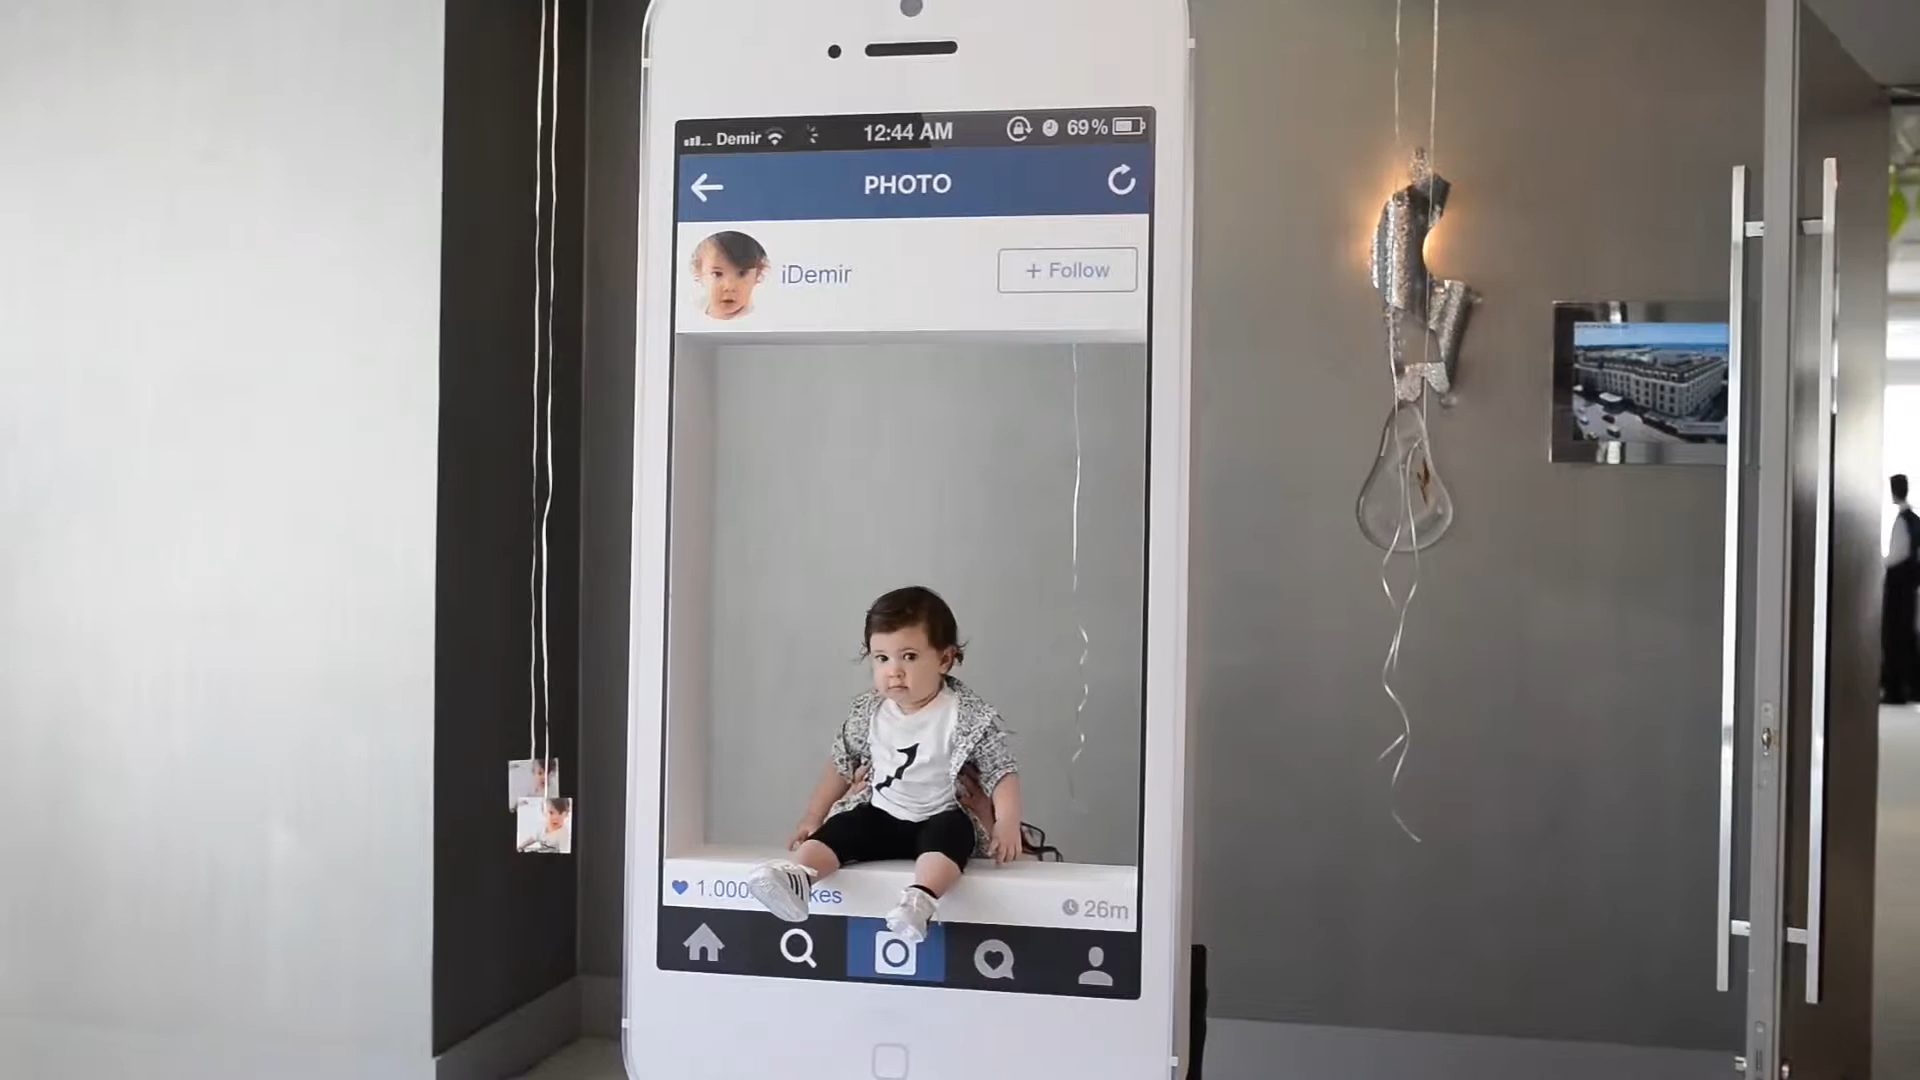 Demir 12:44 AM 69%
PHOTO
iDemir
+ Follow
1.000 kes
26m